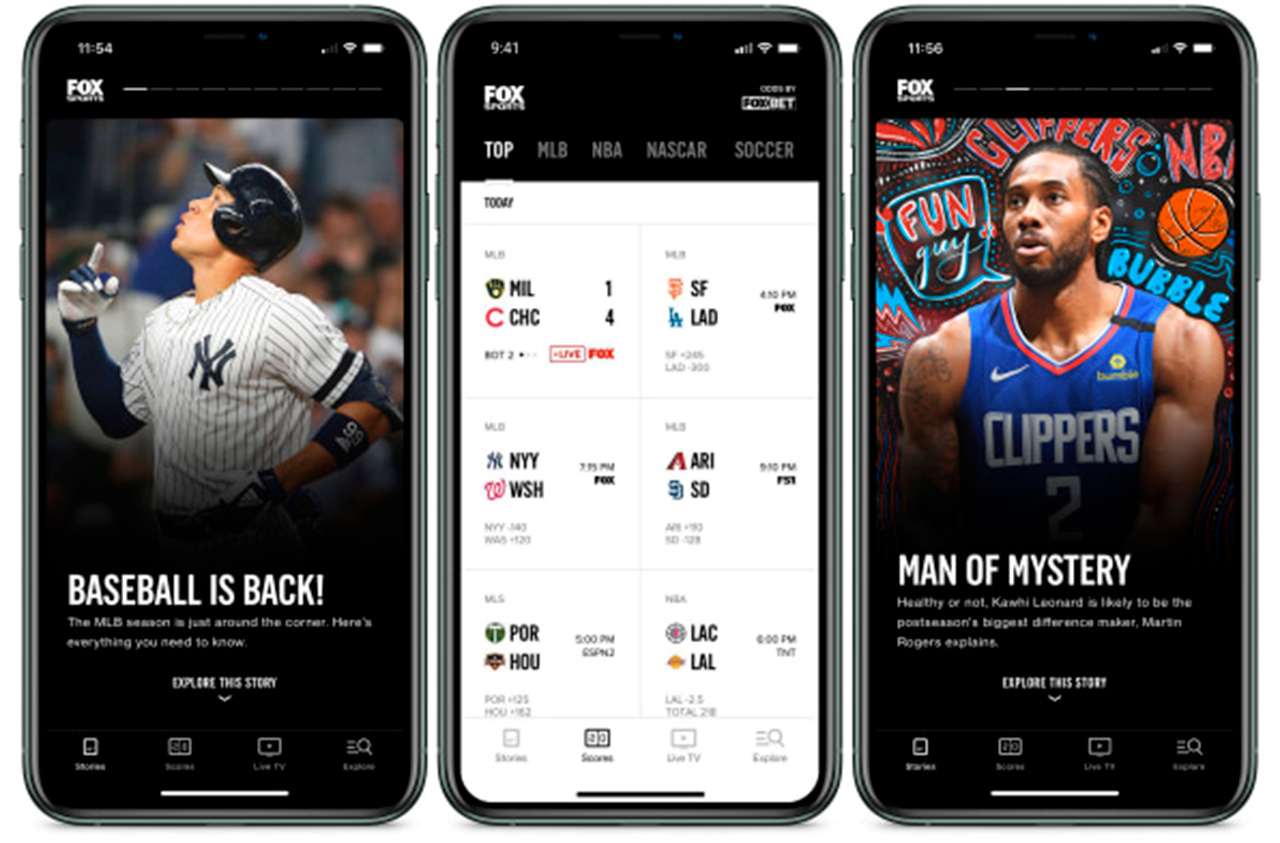 11:54
FOX
SPORTS
NY
BASEBALL IS BACK!
The MLB season is just around the corner. Here's
everything you need to know.
EXPLORE THIS STORY
Stories
Scores
Live TV
Explore
9:41
FOX
SPORTS
ODDS BY
FOXBET
TOP MLB NBA NASCAR SOCCER
TODAY
MLB
MIL 1
CHC 4
BOT 2
LIVE FOX
MLB
SF
LAD
4:10 PM
FOX
SF +245
LAD -300
MLB
NYY
WSH
7:15 PM
FOX
NYY -140
WAS +120
MLB
ARI
SD
9:10 PM
FS1
ARI +110
SD -128
MLS
POR
HOU
5:00 PM
ESPN2
POR +125
HOU +162
NBA
LAC
LAL
6:00 PM
TNT
LAL -2.5
TOTAL 218
Stories
Scores
Live TV
Explore
11:56
FOX
SPORTS
CLIPPERS
NBA
FUN
guy
BUBBLE
bumble
CLIPPERS
2
MAN OF MYSTERY
Healthy or not, Kawhi Leonard is likely to be the
postseason's biggest difference maker, Martin
Rogers explains.
EXPLORE THIS STORY
Stories
Scores
Live TV
Explore